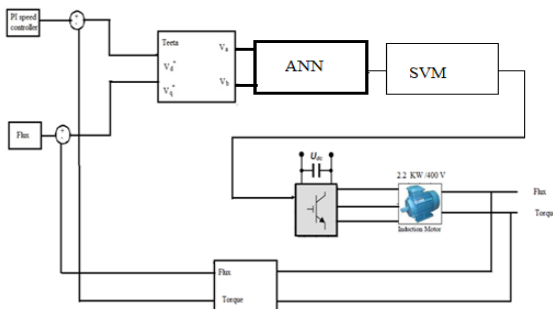 PI speed
controller
Teeta
Va
Vd*
Vq*
Vb
ANN
SVM
Flux
Udc
2.2 KW/400 V
Induction Motor
Flux
Torque
Flux
Torque